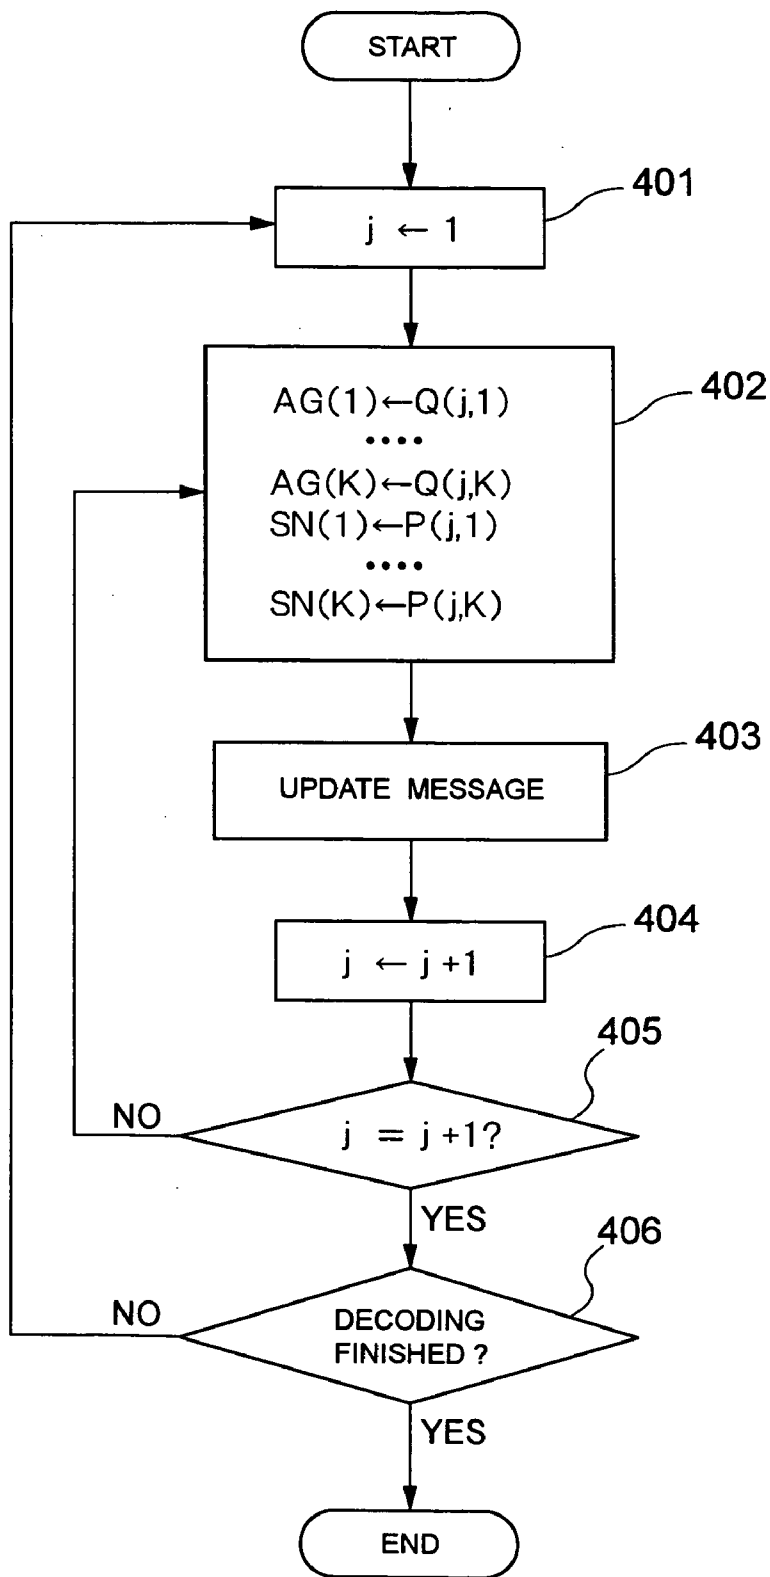 START
401
j ← 1
402
AG(1)←Q(j,1)
••••
AG(K)←Q(j,K)
SN(1)←P(j,1)
••••
SN(K)←P(j,K)
403
UPDATE MESSAGE
404
j ← j+1
405
j = j+1?
NO
YES
406
DECODING
FINISHED ?
NO
YES
END